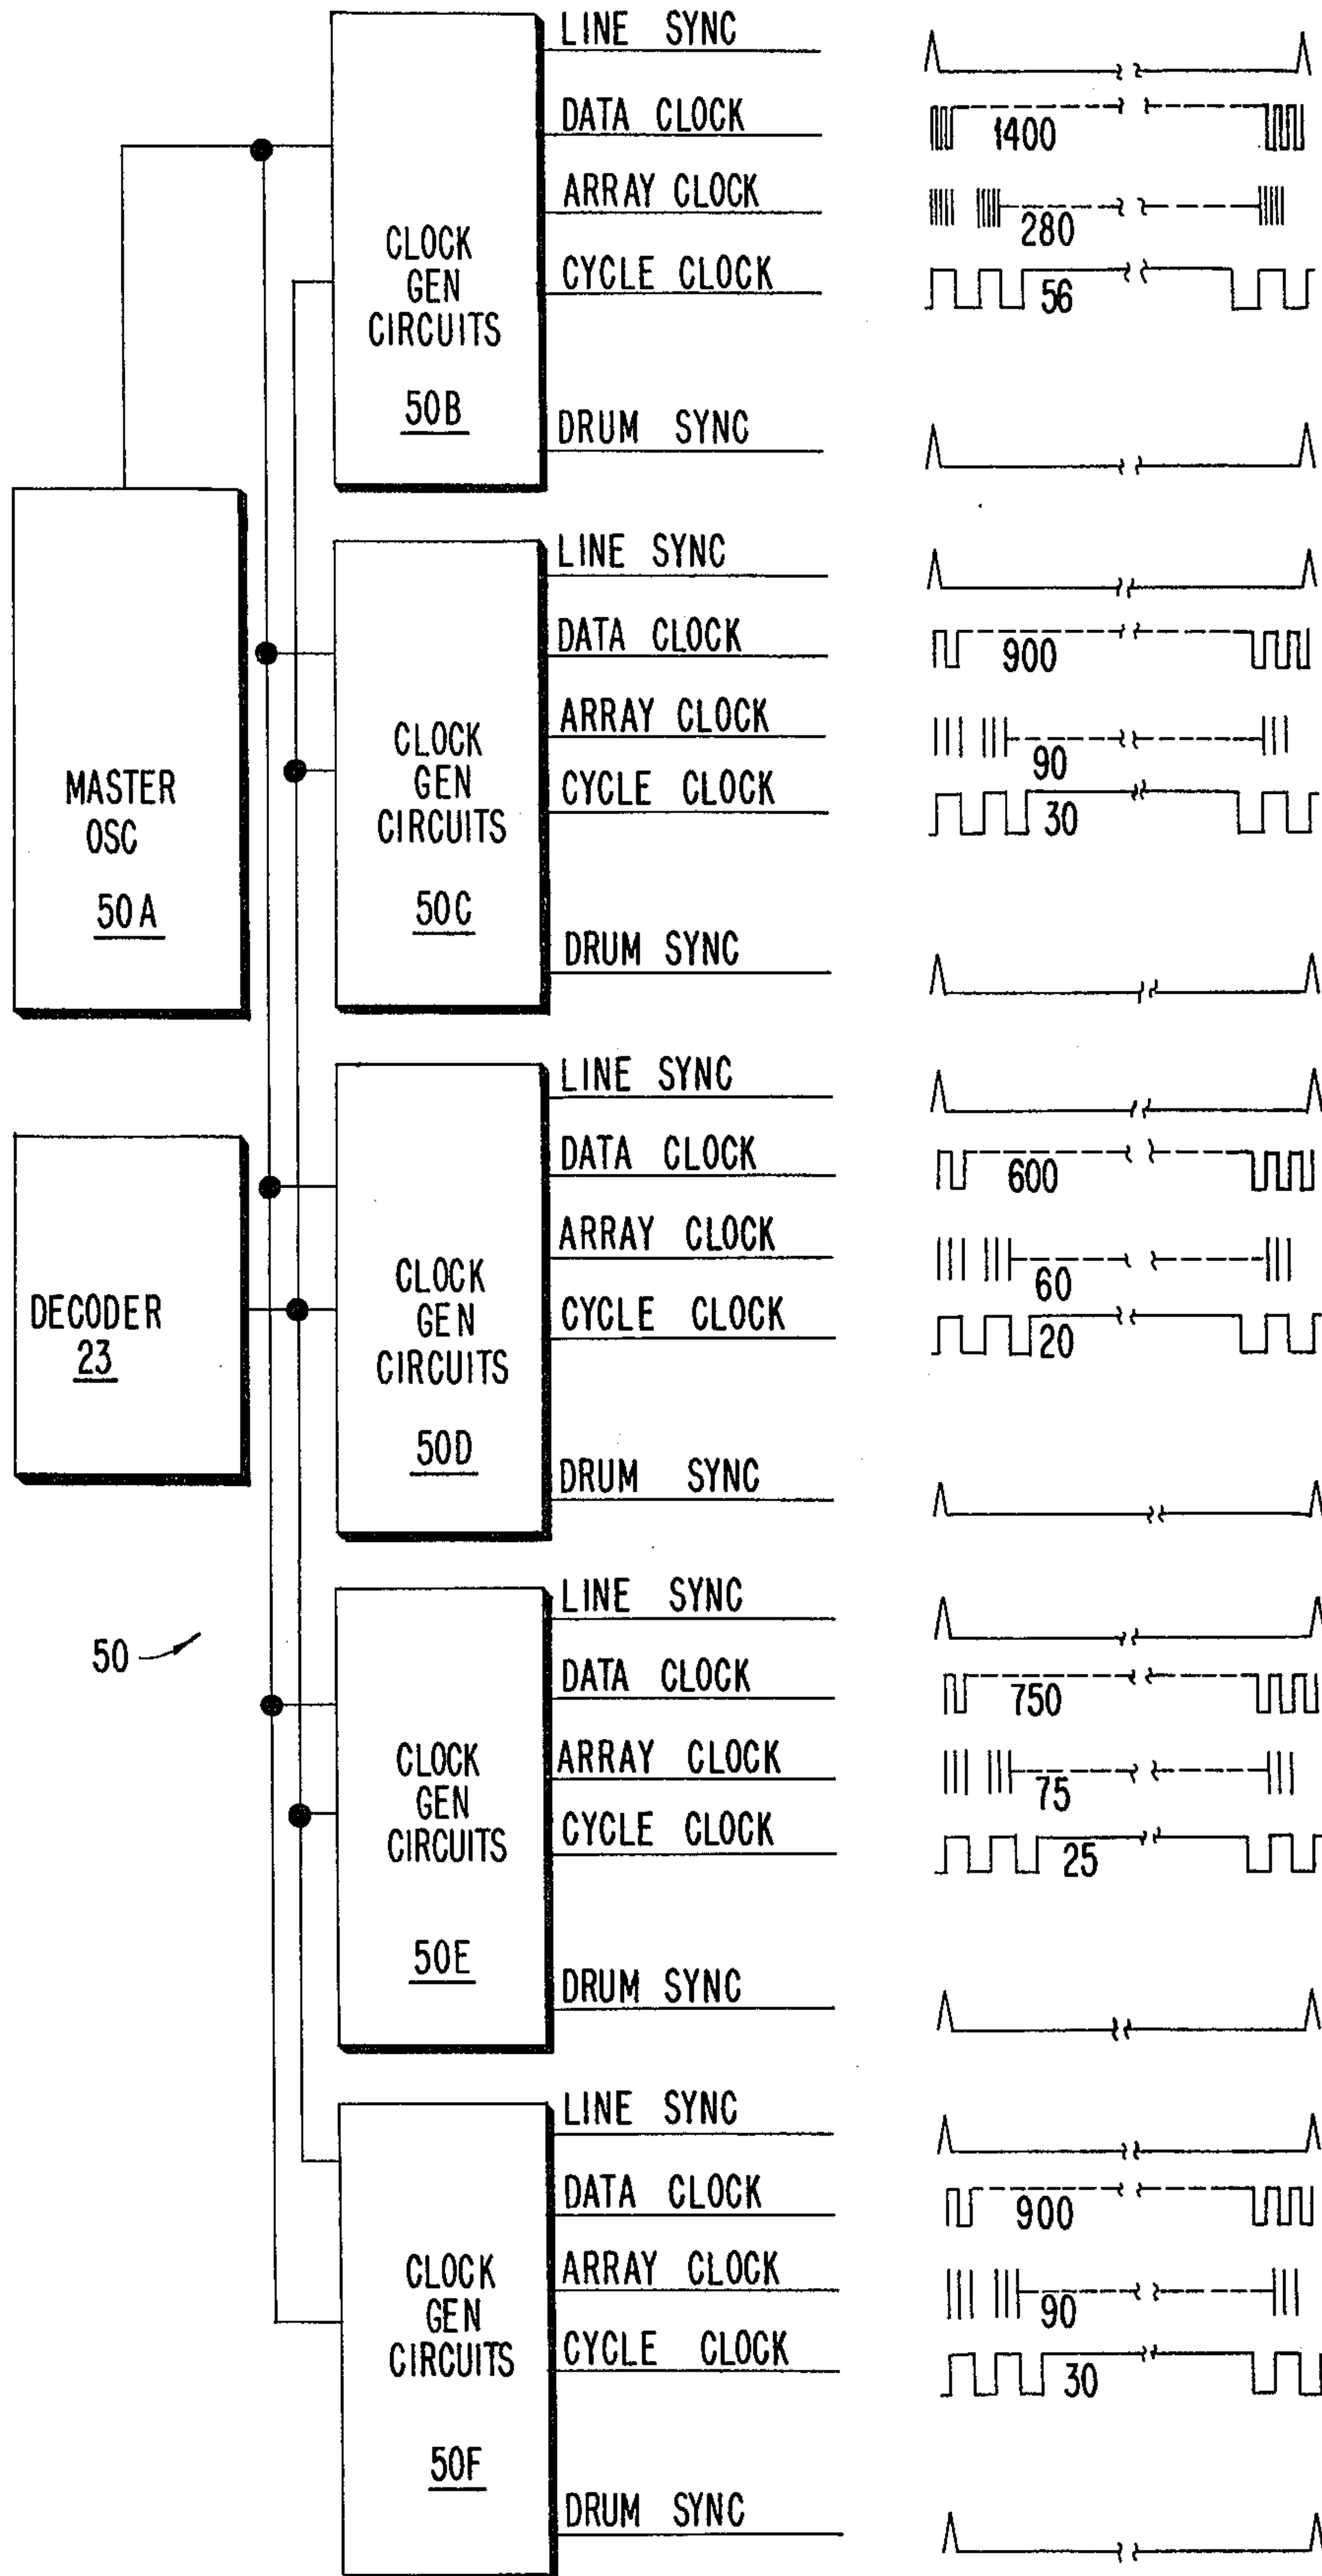 LINE SYNC
DATA CLOCK
1400
ARRAY CLOCK
280
CYCLE CLOCK
56
CLOCK
GEN
CIRCUITS
50B
DRUM SYNC
LINE SYNC
DATA CLOCK
900
ARRAY CLOCK
90
CYCLE CLOCK
30
CLOCK
GEN
CIRCUITS
50C
DRUM SYNC
MASTER
OSC
50A
LINE SYNC
DATA CLOCK
600
ARRAY CLOCK
60
CYCLE CLOCK
20
CLOCK
GEN
CIRCUITS
50D
DRUM SYNC
DECODER
23
50
LINE SYNC
DATA CLOCK
750
ARRAY CLOCK
75
CYCLE CLOCK
25
CLOCK
GEN
CIRCUITS
50E
DRUM SYNC
LINE SYNC
DATA CLOCK
900
ARRAY CLOCK
90
CYCLE CLOCK
30
CLOCK
GEN
CIRCUITS
50F
DRUM SYNC